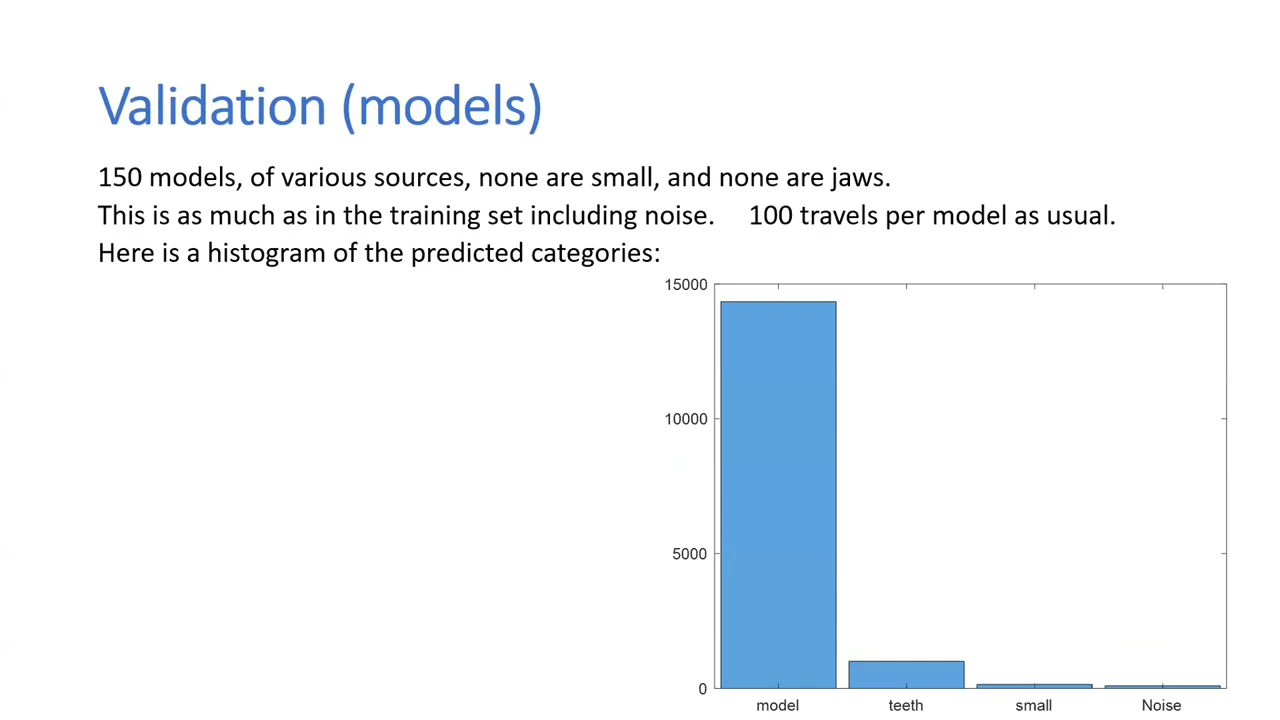 Validation (models)
150 models, of various sources, none are small, and none are jaws.
This is as much as in the training set including noise. 100 travels per model as usual.
Here is a histogram of the predicted categories:
15000
10000
5000
0
model teeth small Noise